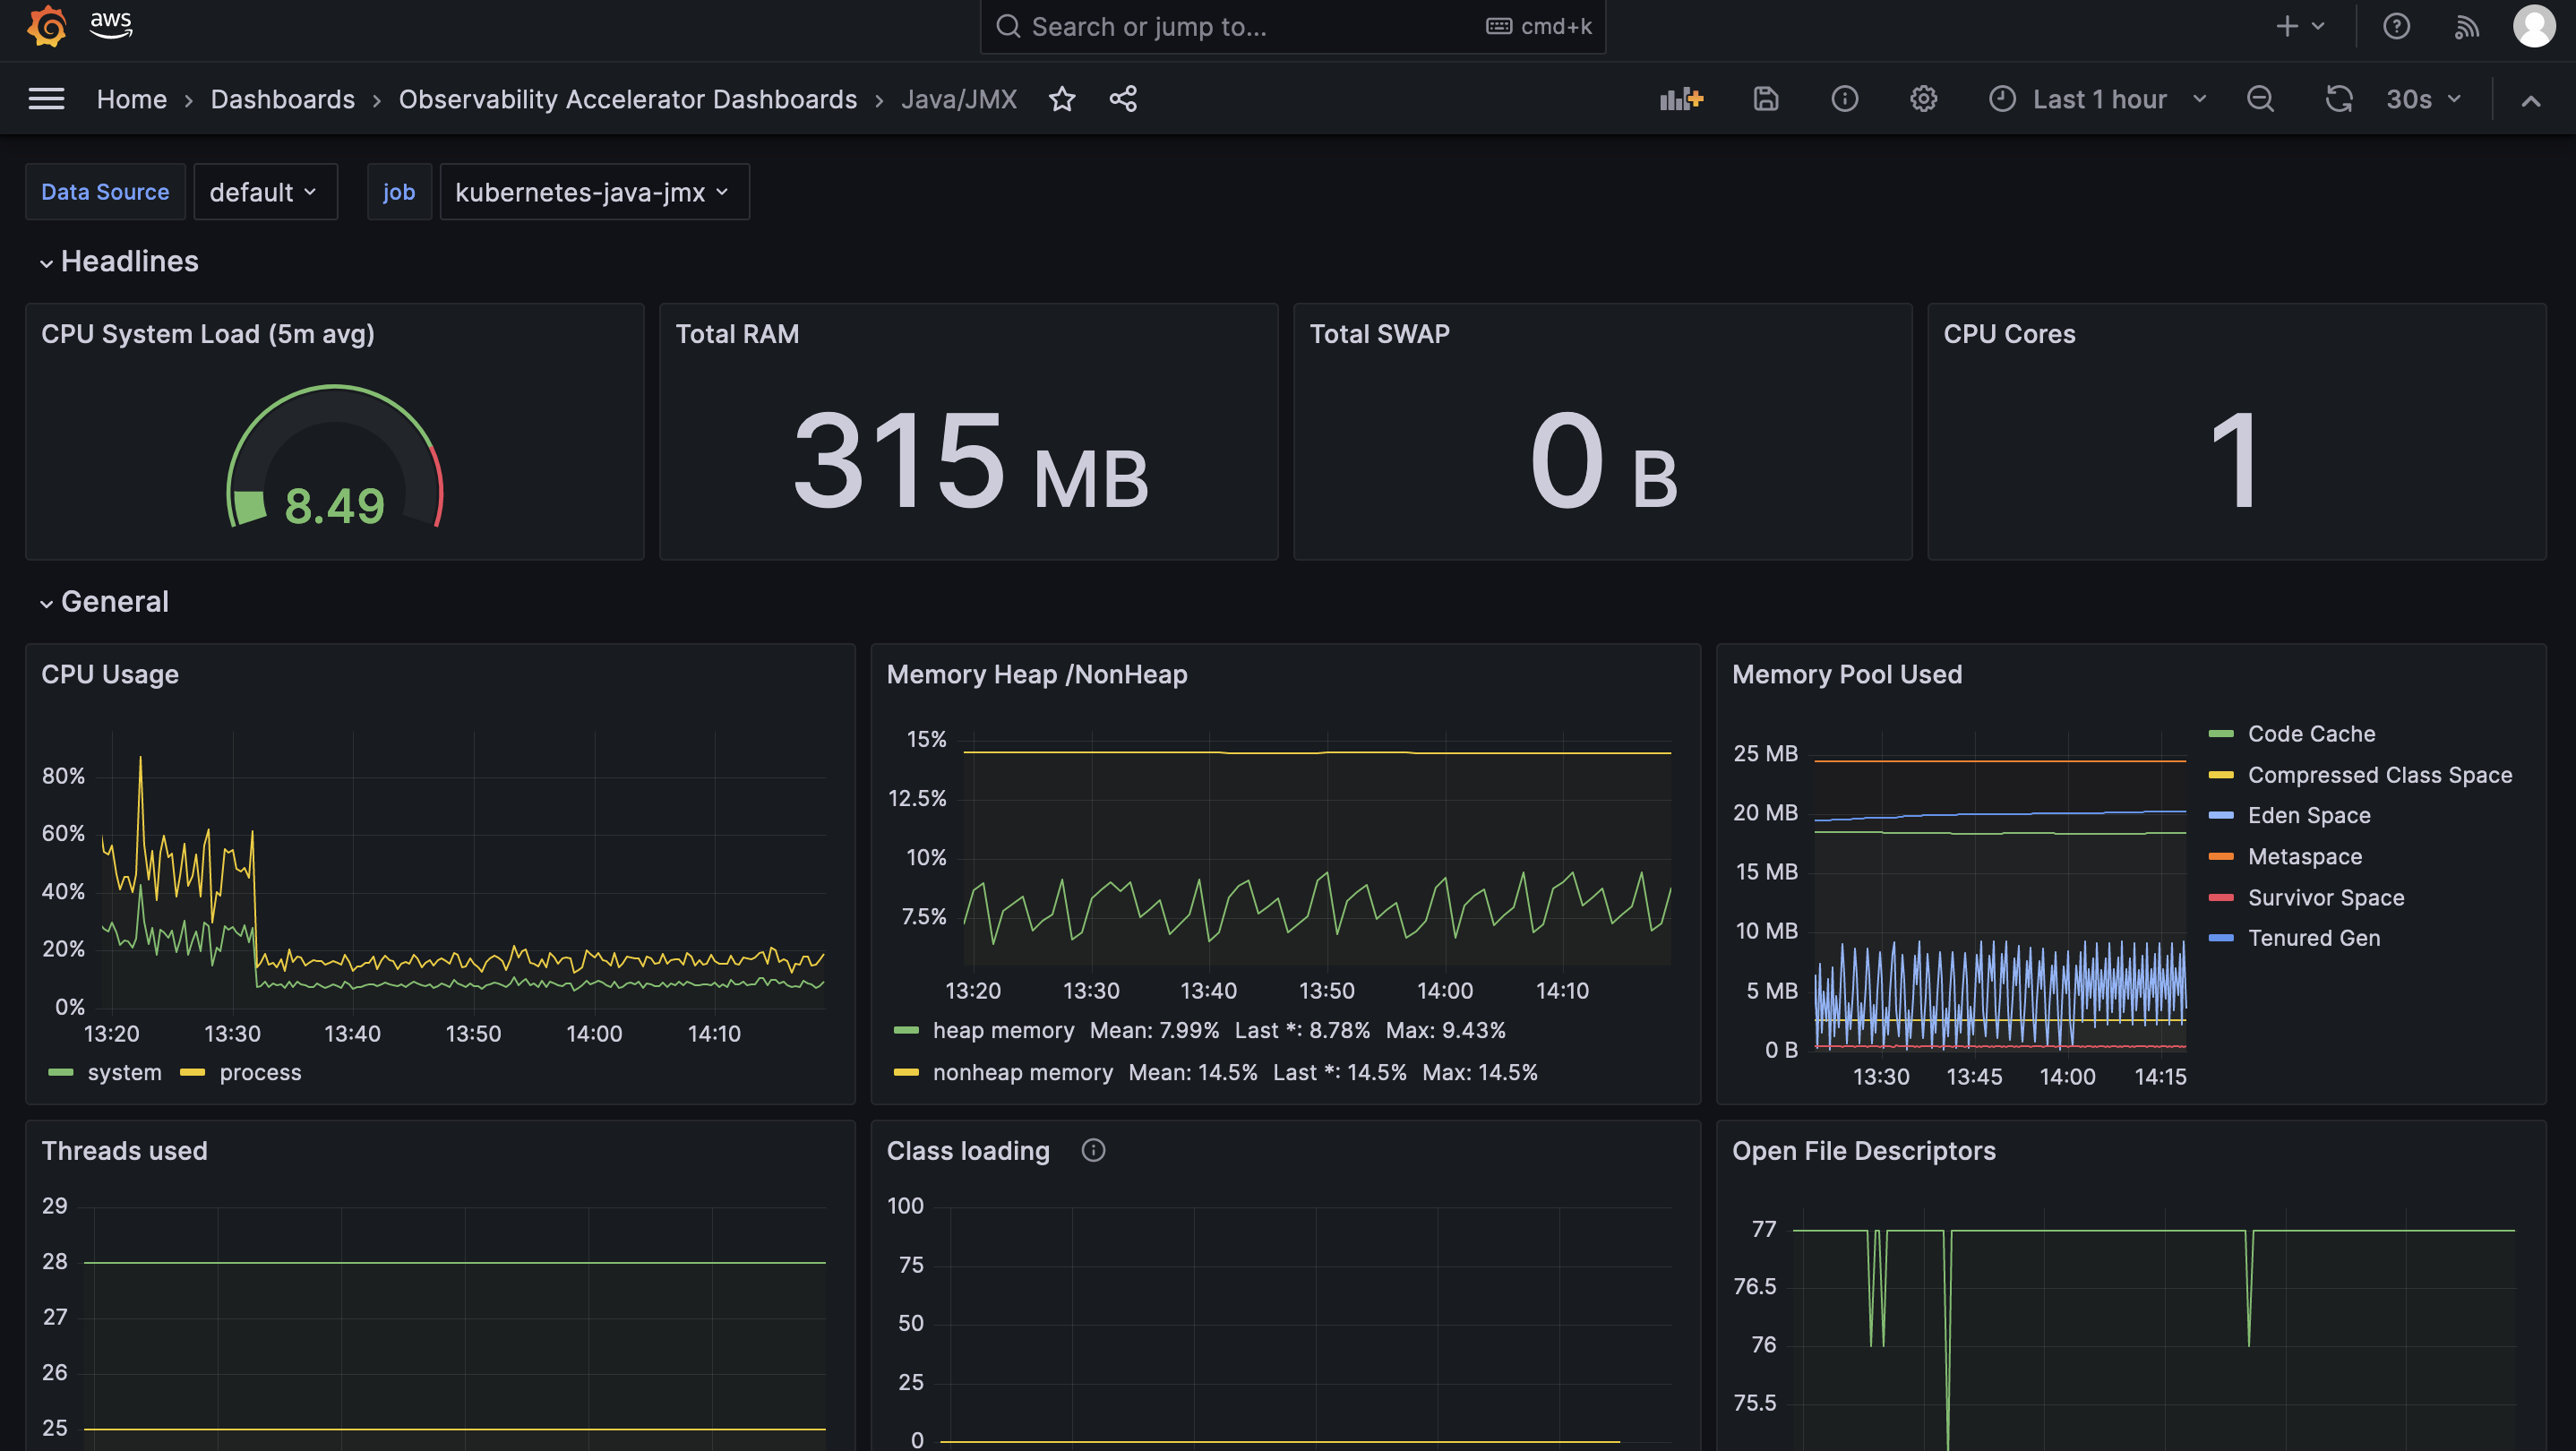 aws
Search or jump to...
cmd+k
Home › Dashboards › Observability Accelerator Dashboards › Java/JMX
Last 1 hour
30s
Data Source default job kubernetes-java-jmx
Headlines
CPU System Load (5m avg)
8.49
Total RAM
315 MB
Total SWAP
0 B
CPU Cores
1
General
CPU Usage
80%
60%
40%
20%
0%
13:20 13:30 13:40 13:50 14:00 14:10
system process
Memory Heap /NonHeap
15%
12.5%
10%
7.5%
13:20 13:30 13:40 13:50 14:00 14:10
heap memory Mean: 7.99% Last *: 8.78% Max: 9.43%
nonheap memory Mean: 14.5% Last *: 14.5% Max: 14.5%
Memory Pool Used
25 MB
20 MB
15 MB
10 MB
5 MB
0 B
13:30 13:45 14:00 14:15
Code Cache
Compressed Class Space
Eden Space
Metaspace
Survivor Space
Tenured Gen
Threads used
29
28
27
26
25
Class loading
100
75
50
25
0
Open File Descriptors
77
76.5
76
75.5